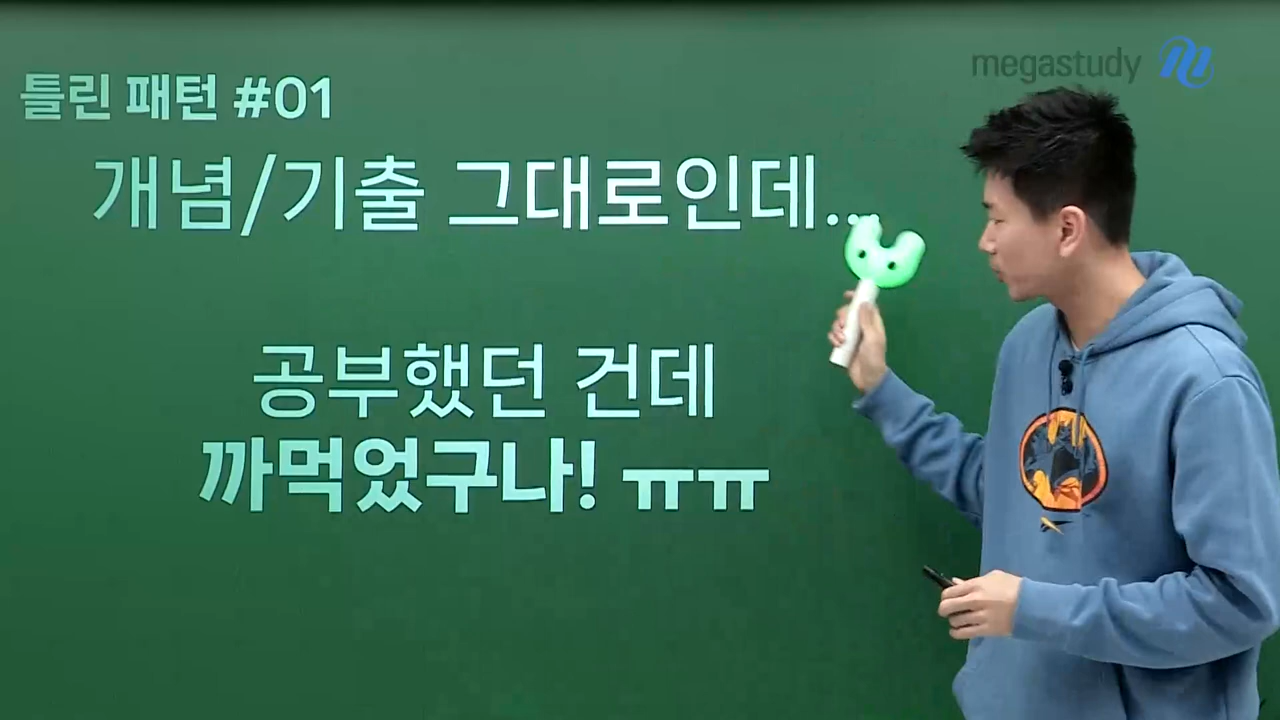 megastudy
틀린 패턴 #01
개념/기출 그대로인데...
공부했던 건데
까먹었구나! ㅠㅠ